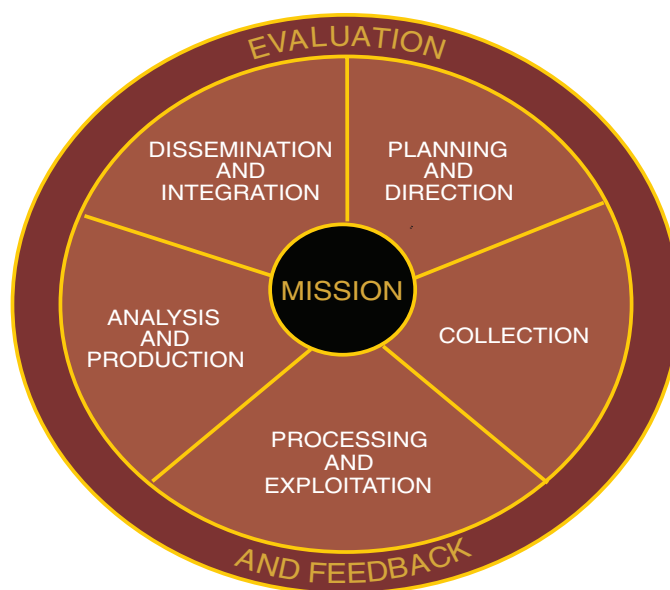 EVALUATION
DISSEMINATION
AND
INTEGRATION
PLANNING
AND
DIRECTION
MISSION
ANALYSIS
AND
PRODUCTION
COLLECTION
PROCESSING
AND
EXPLOITATION
AND FEEDBACK